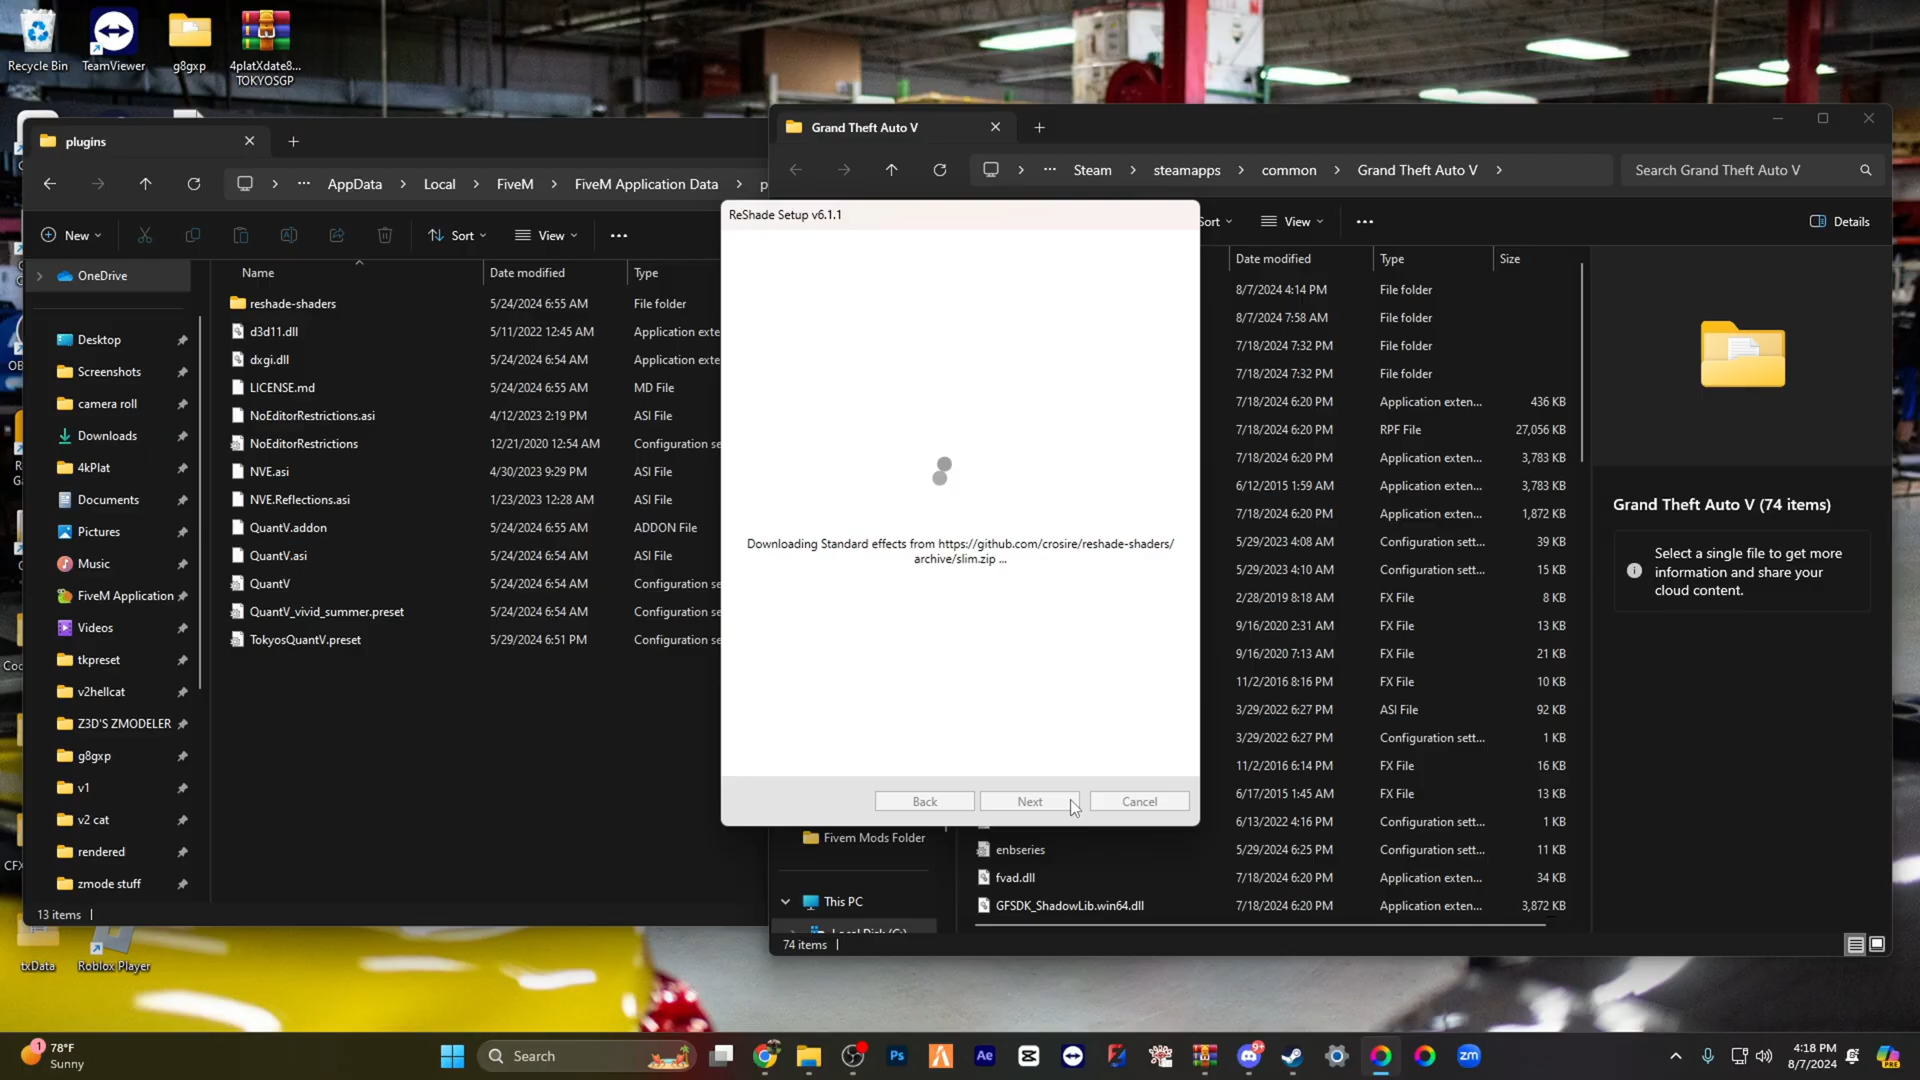 Recycle Bin
TeamViewer
g8gxp
4platXdate8...
TOKYOSGP
plugins
AppData
Local
FiveM
FiveM Application Data
New
Sort
View
OneDrive
Desktop
Screenshots
camera roll
Downloads
4kPlat
Documents
Pictures
Music
FiveM Application
Videos
tkpreset
v2hellcat
Z3D'S ZMODELER
g8gxp
v1
v2 cat
rendered
zmode stuff
Name Date modified Type
reshade-shaders 5/24/2024 6:55 AM File folder
d3d11.dll 5/11/2022 12:45 AM Application exte
dxgi.dll 5/24/2024 6:54 AM Application exte
LICENSE.md 5/24/2024 6:55 AM MD File
NoEditorRestrictions.asi 4/12/2023 2:19 PM ASI File
NoEditorRestrictions 12/21/2020 12:54 AM Configuration se
NVE.asi 4/30/2023 9:29 PM ASI File
NVE.Reflections.asi 1/23/2023 12:28 AM ASI File
QuantV.addon 5/24/2024 6:55 AM ADDON File
QuantV.asi 5/24/2024 6:54 AM ASI File
QuantV 5/24/2024 6:54 AM Configuration se
QuantV_vivid_summer.preset 5/24/2024 6:54 AM Configuration se
TokyosQuantV.preset 5/29/2024 6:51 PM Configuration se
13 items
ReShade Setup v6.1.1
Downloading Standard effects from https://github.com/crosire/reshade-shaders/
archive/slim.zip ...
Back
Next
Cancel
Grand Theft Auto V
Steam
steamapps
common
Grand Theft Auto V
Search Grand Theft Auto V
Sort
View
Details
Date modified Type Size
8/7/2024 4:14 PM File folder
8/7/2024 7:58 AM File folder
7/18/2024 7:32 PM File folder
7/18/2024 7:32 PM File folder
7/18/2024 6:20 PM Application exten... 436 KB
7/18/2024 6:20 PM RPF File 27,056 KB
7/18/2024 6:20 PM Application exten... 3,783 KB
6/12/2015 1:59 AM Application exten... 3,783 KB
7/18/2024 6:20 PM Application exten... 1,872 KB
5/29/2023 4:08 AM Configuration sett... 39 KB
5/29/2023 4:10 AM Configuration sett... 15 KB
2/28/2019 8:18 AM FX File 8 KB
9/16/2020 2:31 AM FX File 13 KB
9/16/2020 7:13 AM FX File 21 KB
11/2/2016 8:16 PM FX File 10 KB
3/29/2022 6:27 PM ASI File 92 KB
3/29/2022 6:27 PM Configuration sett... 1 KB
11/2/2016 6:14 PM FX File 16 KB
6/17/2015 1:45 AM FX File 13 KB
6/13/2022 4:16 PM Configuration sett... 1 KB
enbseries 5/29/2024 6:25 PM Configuration sett... 11 KB
fvad.dll 7/18/2024 6:20 PM Application exten... 34 KB
GFSDK_ShadowLib.win64.dll 7/18/2024 6:20 PM Application exten... 3,872 KB
Fivem Mods Folder
This PC
74 items
Grand Theft Auto V (74 items)
Select a single file to get more
information and share your
cloud content.
txData
Roblox Player
1
78°F
Sunny
Search
Ps
Ae
9+
zm
4:18 PM
8/7/2024
PRE